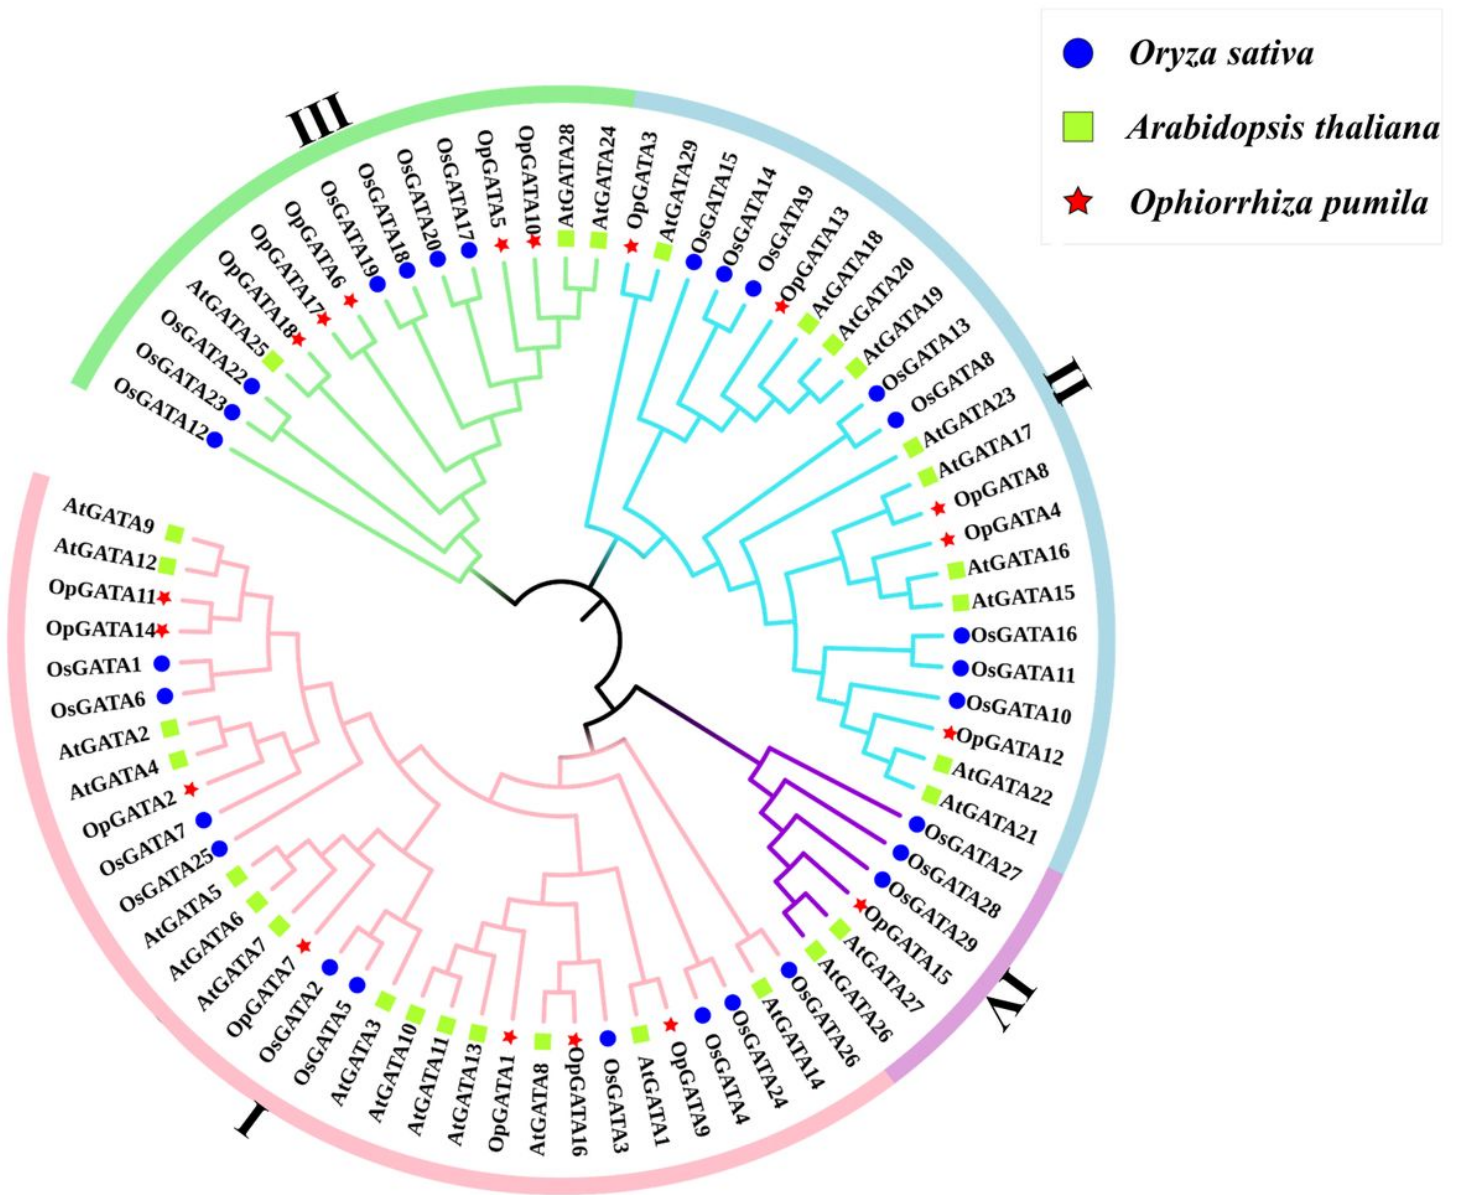 Oryza sativa
Arabidopsis thaliana
Ophiorrhiza pumila
III
OsGATA12
OsGATA23
OsGATA22
AtGATA25
OpGATA18
OpGATA17
OpGATA6
OsGATA19
OsGATA18
OsGATA20
OsGATA17
OpGATA5
OpGATA10
AtGATA28
AtGATA24
II
OpGATA3
AtGATA29
OsGATA15
OsGATA14
OsGATA9
OpGATA13
AtGATA18
AtGATA20
AtGATA19
OsGATA13
OsGATA8
AtGATA23
AtGATA17
OpGATA8
OpGATA4
AtGATA16
AtGATA15
OsGATA16
OsGATA11
OsGATA10
OpGATA12
AtGATA22
AtGATA21
IV
OsGATA27
OsGATA28
OsGATA29
OpGATA15
AtGATA27
AtGATA26
I
OsGATA26
AtGATA14
OsGATA24
OsGATA4
OpGATA9
AtGATA1
OsGATA3
OpGATA16
AtGATA8
OpGATA1
AtGATA13
AtGATA11
AtGATA10
AtGATA3
OsGATA5
OsGATA2
OpGATA7
AtGATA7
AtGATA6
AtGATA5
OsGATA25
OsGATA7
OpGATA2
AtGATA4
AtGATA2
OsGATA6
OsGATA1
OpGATA14
OpGATA11
AtGATA12
AtGATA9